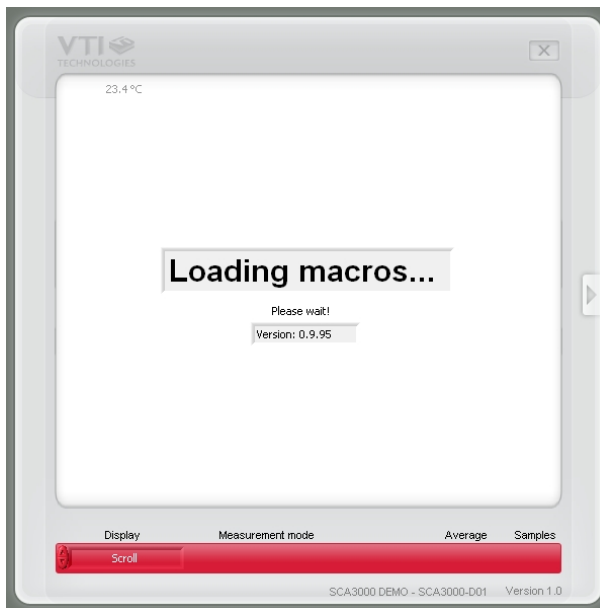 VTI
TECHNOLOGIES
23.4 °C
Loading macros...
Please wait!
Version: 0.9.95
Display Measurement mode Average Samples
Scroll
SCA3000 DEMO - SCA3000-D01 Version 1.0